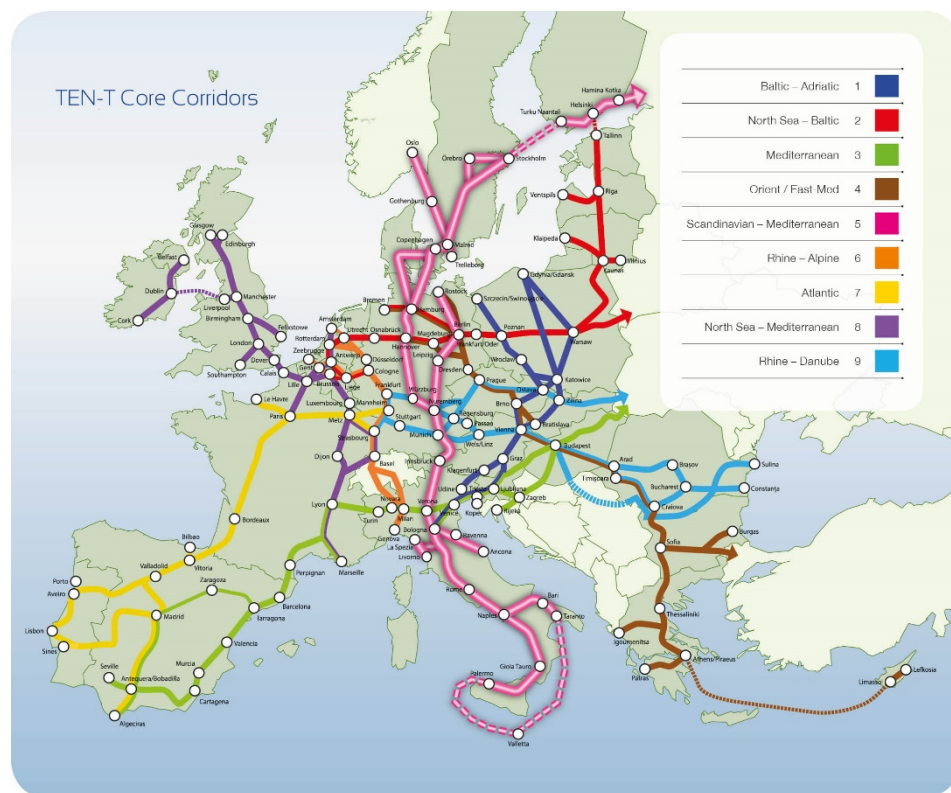 TEN-T Core Corridors
Baltic – Adriatic 1
North Sea – Baltic 2
Mediterranean 3
Orient / East-Med 4
Scandinavian – Mediterranean 5
Rhine – Alpine 6
Atlantic 7
North Sea – Mediterranean 8
Rhine – Danube 9
Hamina Kotka
Helsinki
Turku Naantali
Tallinn
Oslo
Örebro
Stockholm
Ventspils
Riga
Gothenburg
Klaipeda
Vilnius
Kaunas
Glasgow
Edinburgh
Copenhagen
Malmö
Trelleborg
Belfast
Gdynia/Gdańsk
Dublin
Rostock
Szczecin/Świnoujście
Liverpool
Manchester
Bremen
Hamburg
Cork
Birmingham
Felixstowe
Amsterdam
Utrecht
Osnabrück
Magdeburg
Berlin
Poznan
Warsaw
London
Rotterdam
Hannover
Frankfurt/Oder
Southampton
Dover
Zeebrugge
Antwerp
Düsseldorf
Leipzig
Dresden
Wroclaw
Calais
Gent
Cologne
Lille
Brussels
Liege
Frankfurt
Prague
Katowice
Ostrava
Le Havre
Luxembourg
Mannheim
Würzburg
Nuremberg
Žilina
Paris
Metz
Stuttgart
Regensburg
Brno
Strasbourg
Passau
Vienna
Bratislava
Munich
Wels/Linz
Budapest
Dijon
Basel
Innsbruck
Graz
Klagenfurt
Arad
Brașov
Sulina
Udine
Trieste
Ljubljana
Timișoara
Bucharest
Constanța
Lyon
Novara
Verona
Venice
Koper
Zagreb
Rijeka
Craiova
Turin
Milan
Bordeaux
Genova
Bologna
Ravenna
Sofia
Burgas
Bilbao
La Spezia
Livorno
Ancona
Marseille
Vitoria
Porto
Valladolid
Zaragoza
Perpignan
Aveiro
Rome
Bari
Madrid
Barcelona
Tarragona
Naples
Taranto
Thessaloniki
Lisbon
Igoumenitsa
Valencia
Sines
Athens/Piraeus
Patras
Lefkosia
Seville
Murcia
Gioia Tauro
Palermo
Limassol
Antequera/Bobadilla
Cartagena
Algeciras
Valletta